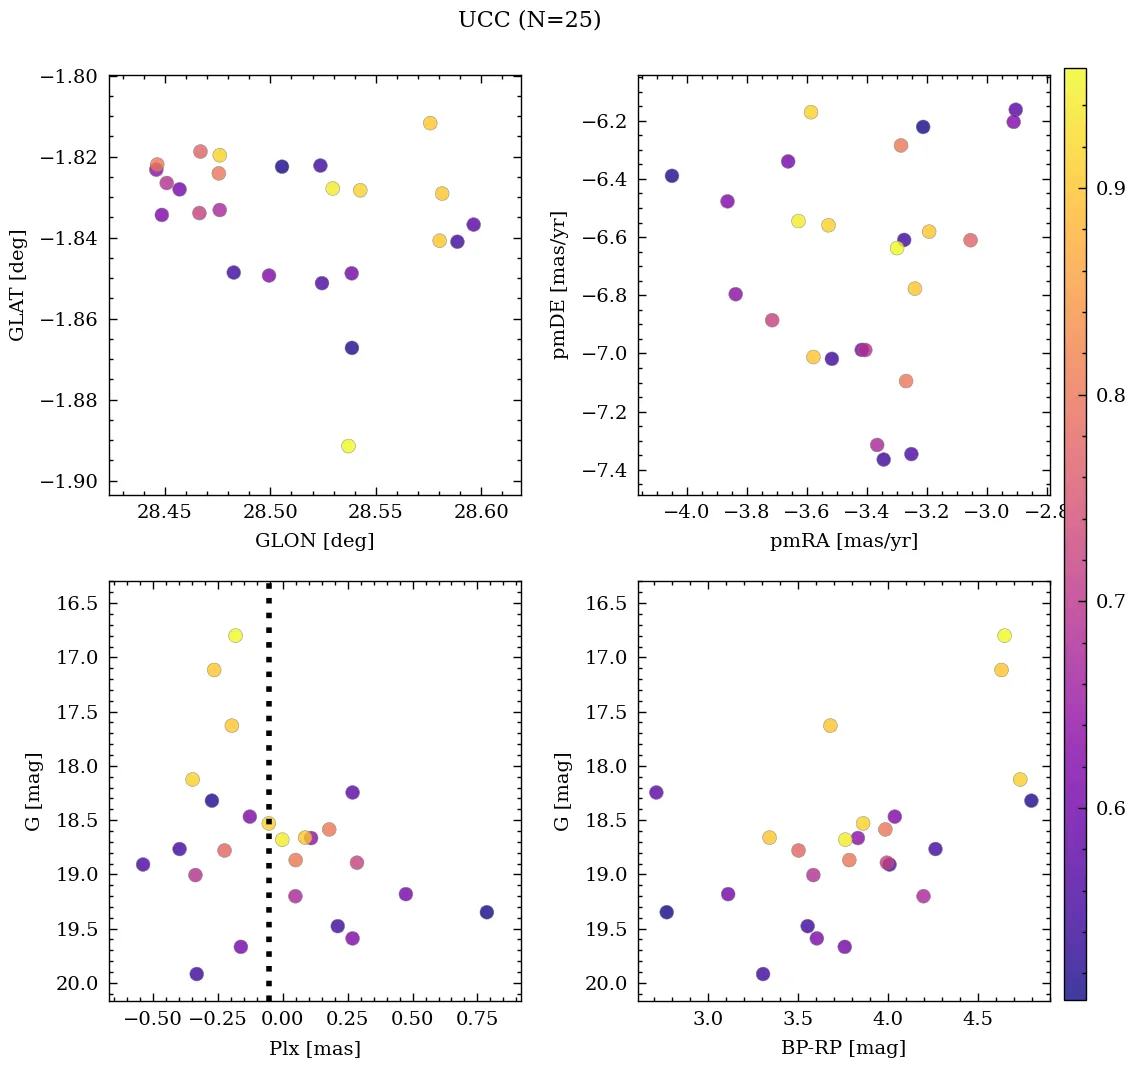 UCC (N=25)
−1.80
−1.82
−1.84
−1.86
−1.88
−1.90
GLAT [deg]
28.45 28.50 28.55 28.60
GLON [deg]
−6.2
−6.4
−6.6
−6.8
−7.0
−7.2
−7.4
pmDE [mas/yr]
−4.0 −3.8 −3.6 −3.4 −3.2 −3.0 −2.8
pmRA [mas/yr]
16.5
17.0
17.5
18.0
18.5
19.0
19.5
20.0
G [mag]
−0.50 −0.25 0.00 0.25 0.50 0.75
Plx [mas]
16.5
17.0
17.5
18.0
18.5
19.0
19.5
20.0
G [mag]
3.0 3.5 4.0 4.5
BP-RP [mag]
0.9
0.8
0.7
0.6